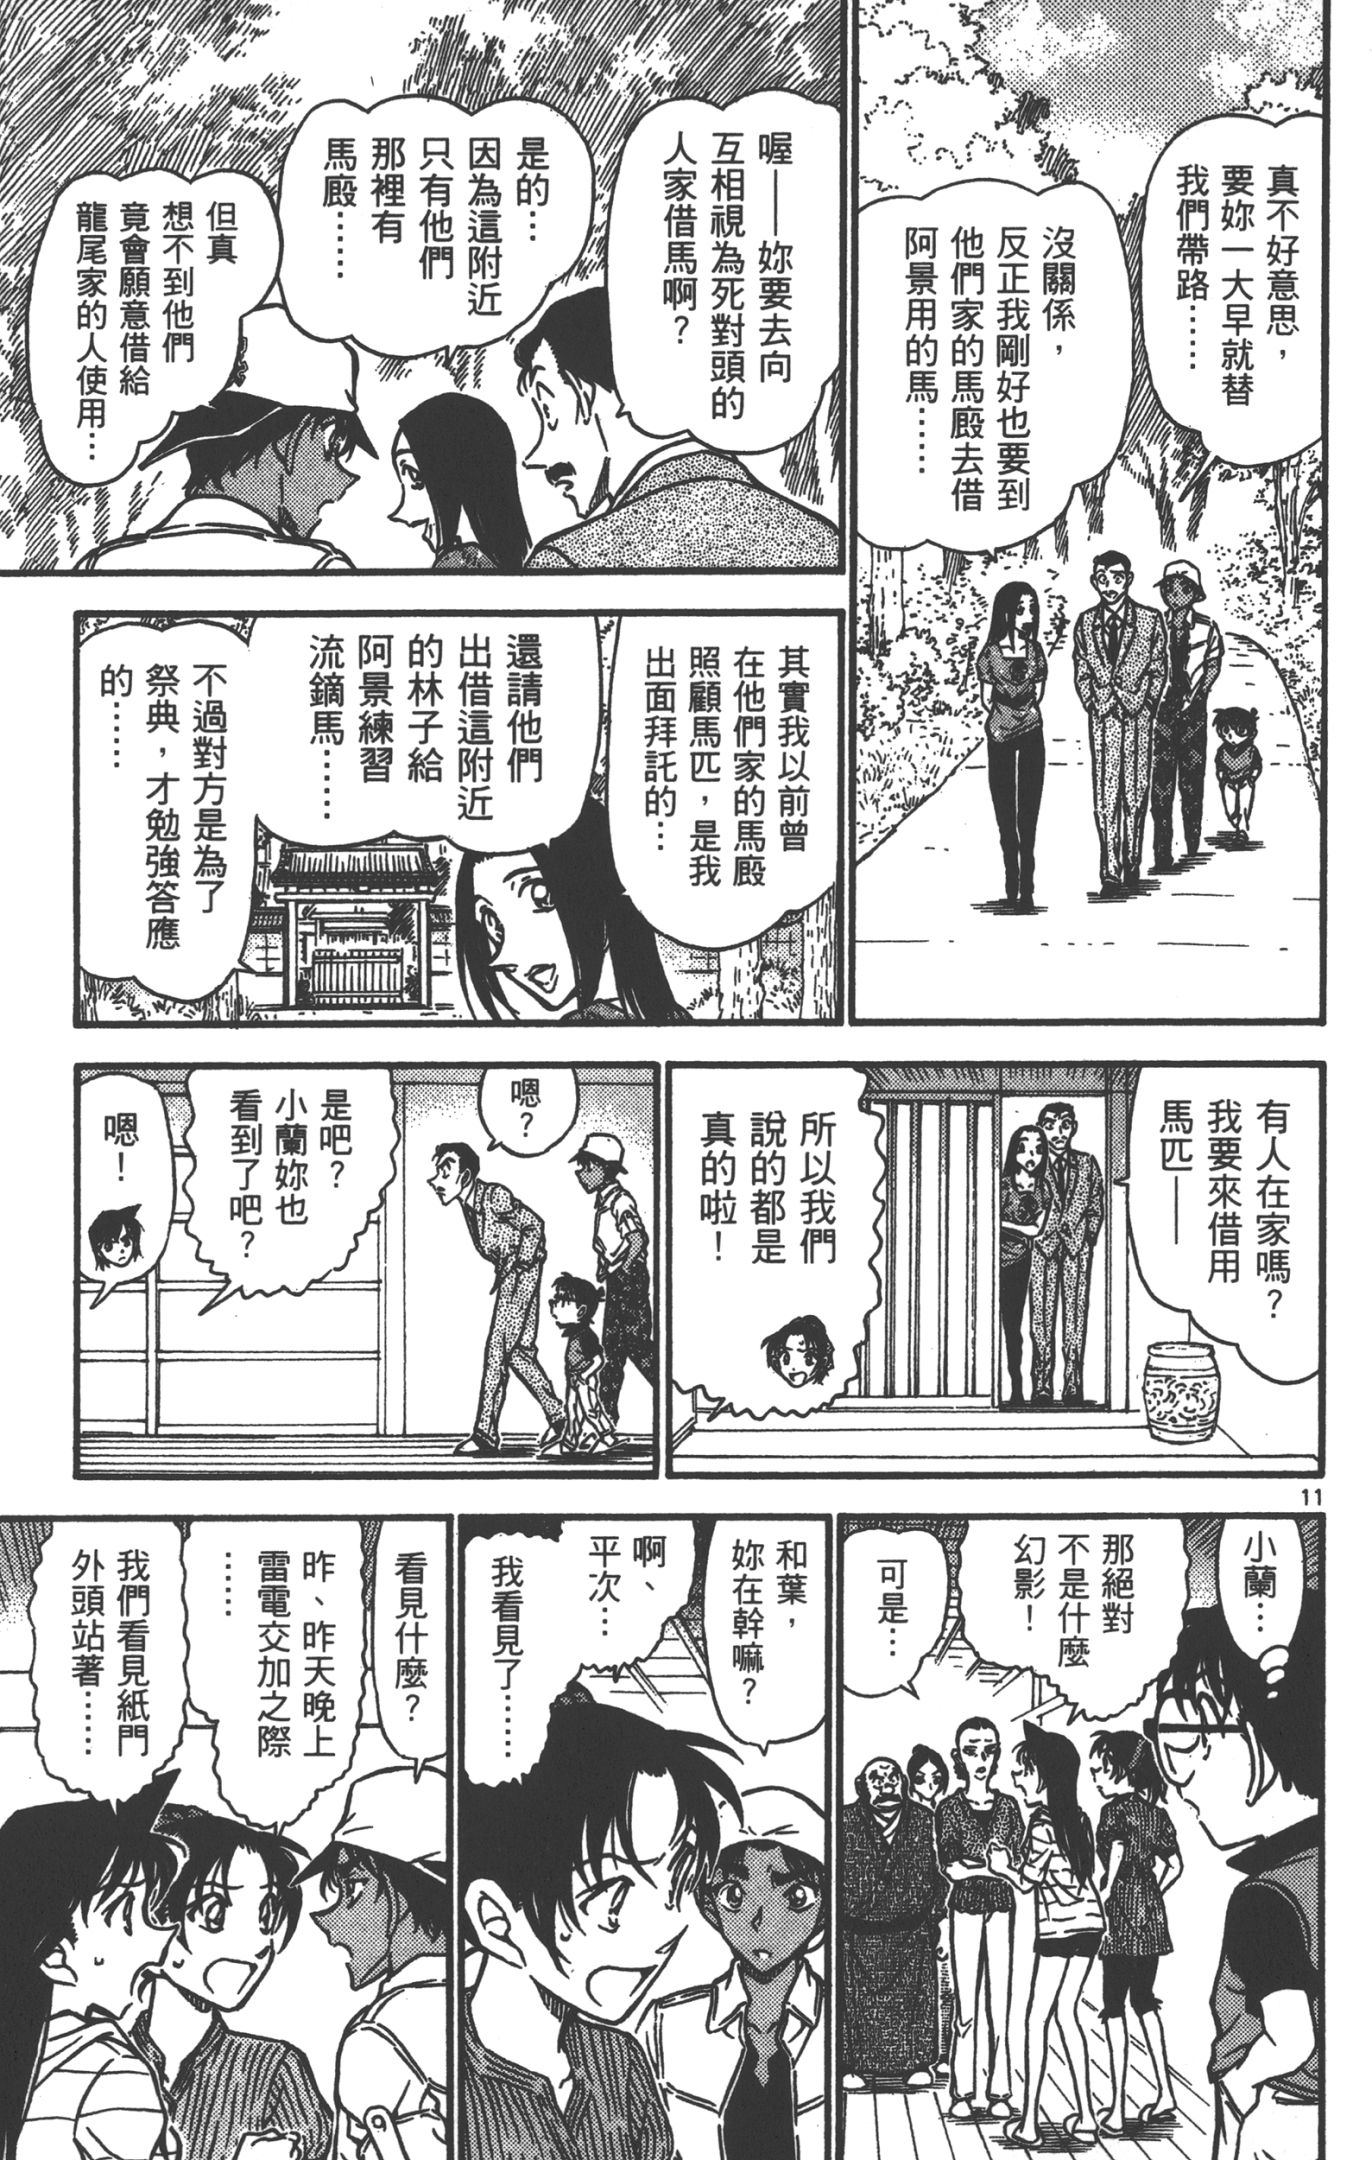 真不好意思，
要妳一大早就替
我們帶路……
沒關係，
反正我剛好也要到
他們家的馬廄去借
阿景用的馬……
喔——妳要去向
互相視為死對頭的
人家借馬啊？
是的…
因為這附近
只有他們
那裡有
馬廄……
但真
想不到他們
竟會願意借給
龍尾家的人使用…
其實我以前曾
在他們家的馬廄
照顧馬匹，是我
出面拜託的…
還請他們
出借這附近
的林子給
阿景練習
流鏑馬……
不過對方是為了
祭典，才勉強答應
的……
有人在家嗎？
我要來借用
馬匹——
所以我們
說的都是
真的啦！
嗯？
是吧？
小蘭妳也
看到了吧？
嗯！
11
小蘭…
那絕對
不是什麼
幻影！
可是…
和葉，
妳在幹嘛？
啊、
平次…
我看見了……
看見什麼？
昨、昨天晚上
雷電交加之際
……
我們看見紙門
外頭站著……